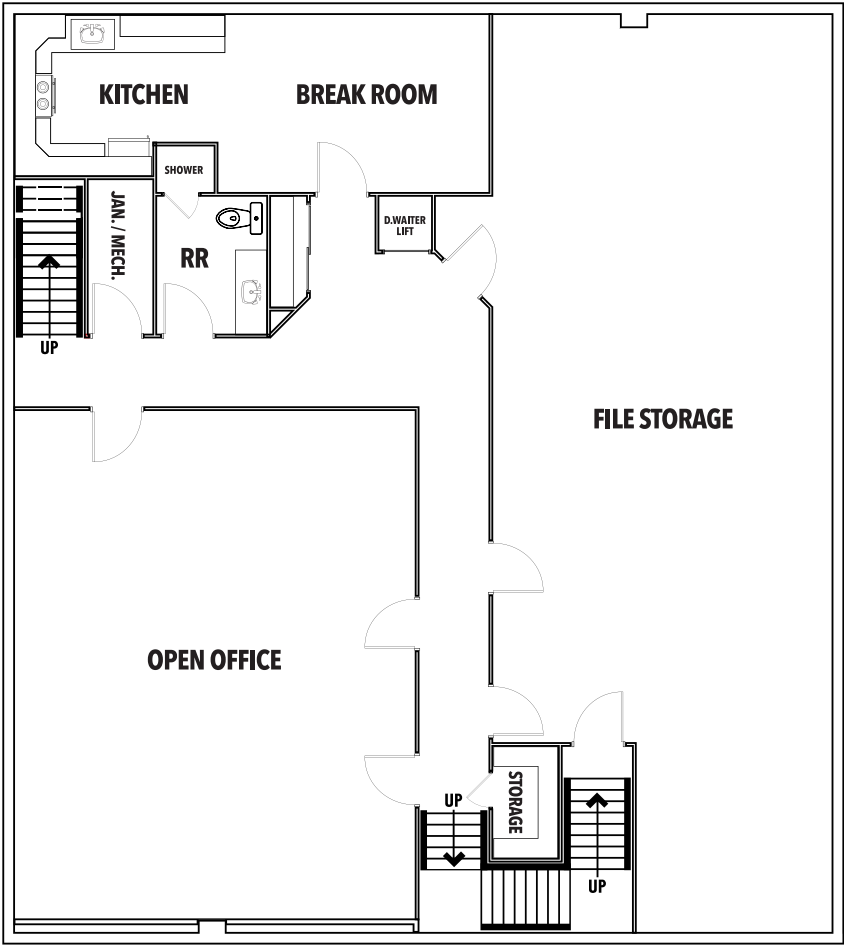 KITCHEN
BREAK ROOM
SHOWER
JAN. / MECH.
D.WAITER
LIFT
RR
UP
FILE STORAGE
OPEN OFFICE
STORAGE
UP
UP